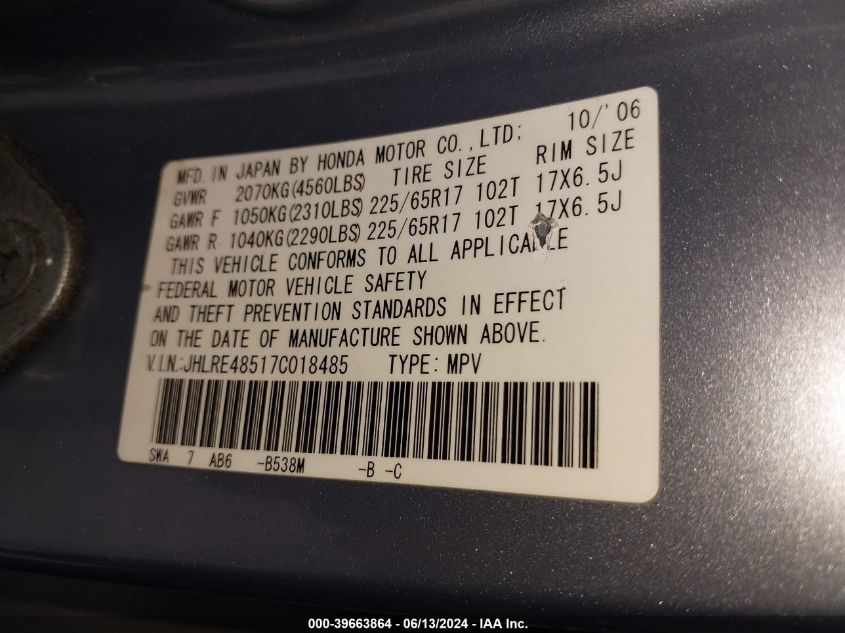 MFD. IN JAPAN BY HONDA MOTOR CO., LTD; 10/'06
GVWR 2070KG(4560LBS) TIRE SIZE RIM SIZE
GAWR F 1050KG(2310LBS) 225/65R17 102T 17X6.5J
GAWR R 1040KG(2290LBS) 225/65R17 102T 17X6.5J
THIS VEHICLE CONFORMS TO ALL
FEDERAL MOTOR VEHICLE SAFETY
AND THEFT PREVENTION STANDARDS IN EFFECT
ON THE DATE OF MANUFACTURE SHOWN ABOVE.
V.I.N.:JHLRE48517C018485 TYPE: MPV
SWA 7 AB6 -B538M -B -C
000-39663864 - 06/13/2024 - IAA Inc.